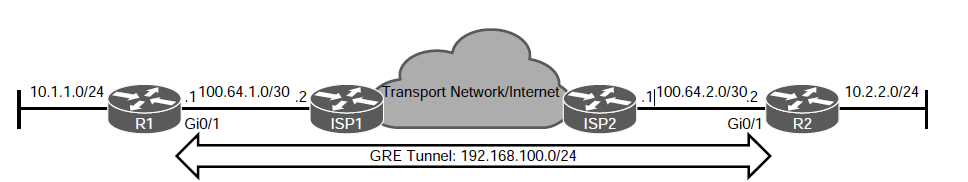 10.1.1.0/24
.1
100.64.1.0/30
.2
Transport Network/Internet
.1
100.64.2.0/30
.2
10.2.2.0/24
R1
Gi0/1
ISP1
ISP2
Gi0/1
R2
GRE Tunnel: 192.168.100.0/24